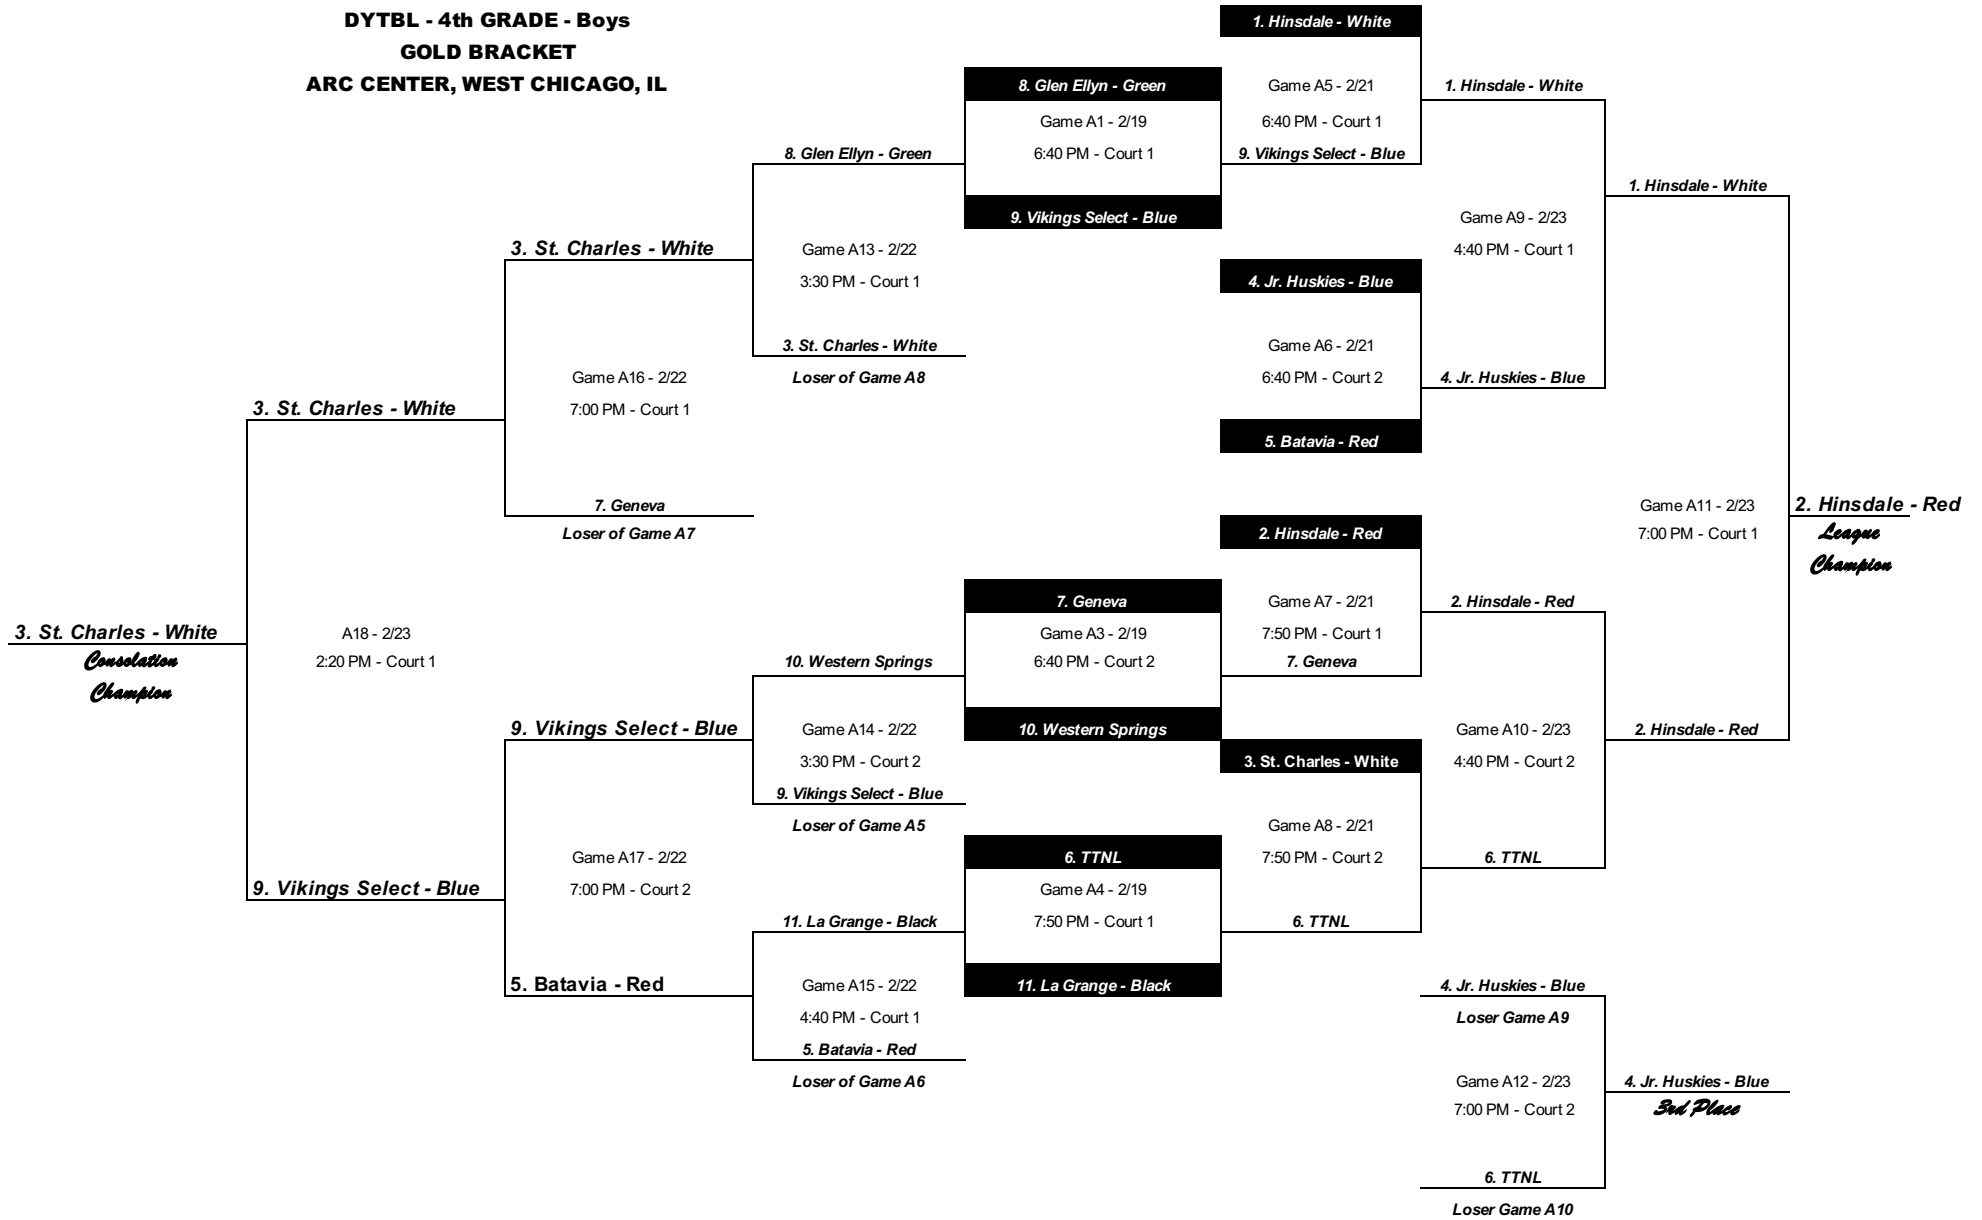 DYTBL - 4th GRADE - Boys
GOLD BRACKET
ARC CENTER, WEST CHICAGO, IL
1. Hinsdale - White
8. Glen Ellyn - Green
Game A5 - 2/21
1. Hinsdale - White
Game A1 - 2/19
6:40 PM - Court 1
8. Glen Ellyn - Green
6:40 PM - Court 1
9. Vikings Select - Blue
1. Hinsdale - White
9. Vikings Select - Blue
Game A9 - 2/23
3. St. Charles - White
Game A13 - 2/22
4:40 PM - Court 1
3:30 PM - Court 1
4. Jr. Huskies - Blue
3. St. Charles - White
Game A6 - 2/21
Game A16 - 2/22
Loser of Game A8
6:40 PM - Court 2
4. Jr. Huskies - Blue
3. St. Charles - White
7:00 PM - Court 1
5. Batavia - Red
7. Geneva
Game A11 - 2/23
2. Hinsdale - Red
Loser of Game A7
2. Hinsdale - Red
7:00 PM - Court 1
League
Champion
7. Geneva
Game A7 - 2/21
2. Hinsdale - Red
3. St. Charles - White
A18 - 2/23
Game A3 - 2/19
7:50 PM - Court 1
Consolation
2:20 PM - Court 1
10. Western Springs
6:40 PM - Court 2
7. Geneva
Champion
9. Vikings Select - Blue
Game A14 - 2/22
10. Western Springs
Game A10 - 2/23
2. Hinsdale - Red
3:30 PM - Court 2
3. St. Charles - White
4:40 PM - Court 2
9. Vikings Select - Blue
Loser of Game A5
Game A8 - 2/21
Game A17 - 2/22
6. TTNL
7:50 PM - Court 2
6. TTNL
9. Vikings Select - Blue
7:00 PM - Court 2
Game A4 - 2/19
11. La Grange - Black
7:50 PM - Court 1
6. TTNL
5. Batavia - Red
Game A15 - 2/22
11. La Grange - Black
4. Jr. Huskies - Blue
4:40 PM - Court 1
Loser Game A9
5. Batavia - Red
Loser of Game A6
Game A12 - 2/23
4. Jr. Huskies - Blue
7:00 PM - Court 2
3rd Place
6. TTNL
Loser Game A10